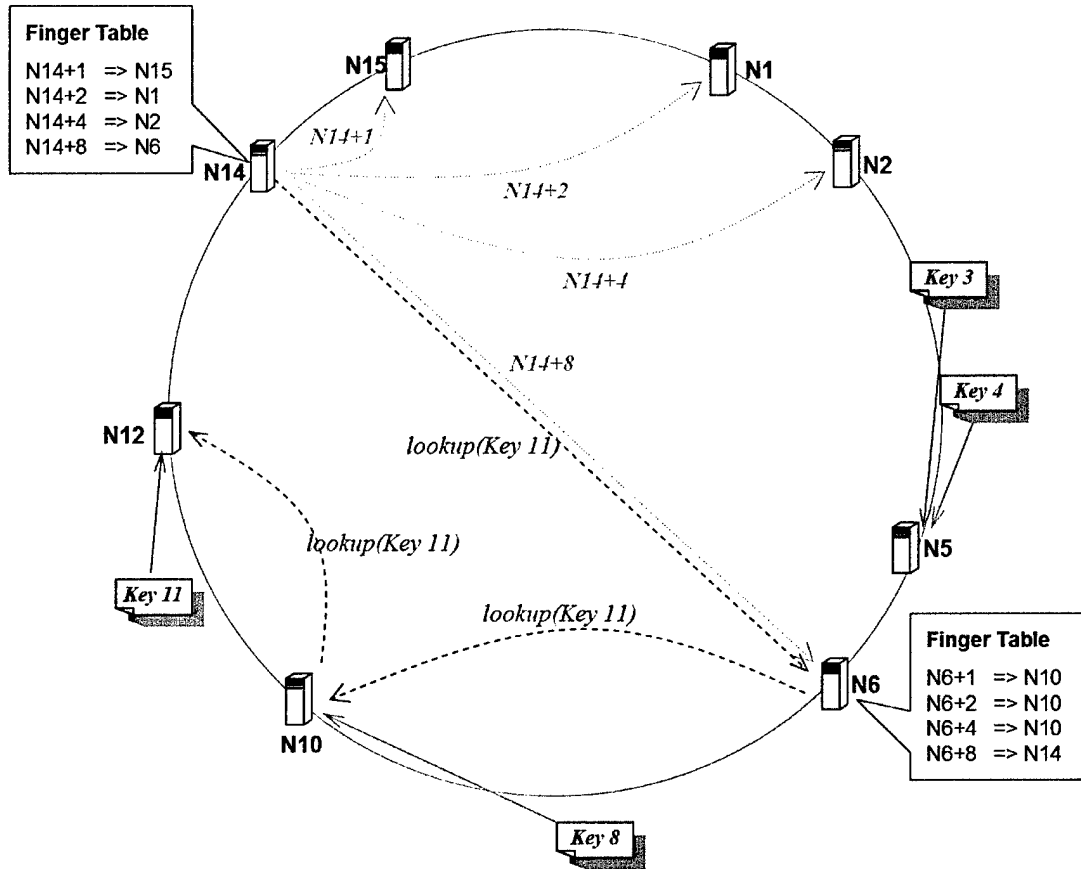 Finger Table
N14+1 => N15
N14+2 => N1
N14+4 => N2
N14+8 => N6
N15
N1
N14+1
N14
N2
N14+2
Key 3
N14+4
N14+8
Key 4
N12
lookup(Key 11)
lookup(Key 11)
N5
Key 11
lookup(Key 11)
Finger Table
N6+1 => N10
N6+2 => N10
N6+4 => N10
N6+8 => N14
N6
N10
Key 8